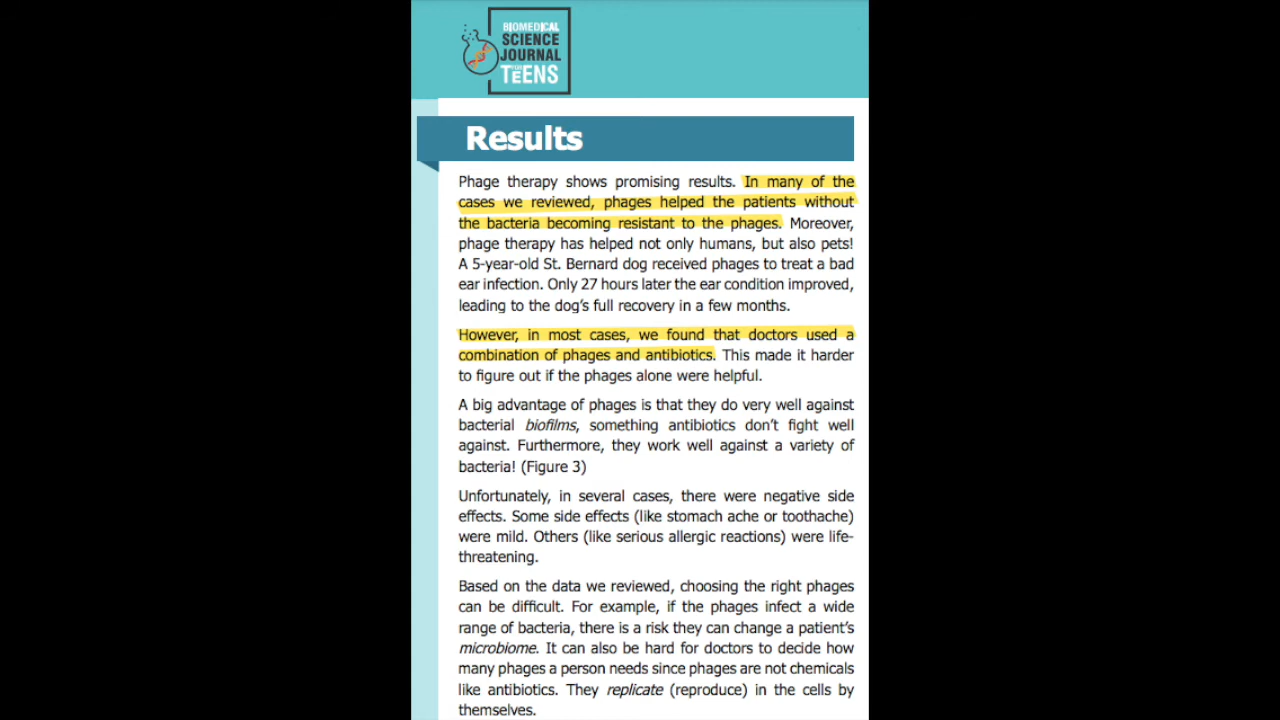 BIOMEDICAL
SCIENCE
JOURNAL
FOR
TEENS
Results
Phage therapy shows promising results. In many of the
cases we reviewed, phages helped the patients without
the bacteria becoming resistant to the phages. Moreover,
phage therapy has helped not only humans, but also pets!
A 5-year-old St. Bernard dog received phages to treat a bad
ear infection. Only 27 hours later the ear condition improved,
leading to the dog’s full recovery in a few months.
However, in most cases, we found that doctors used a
combination of phages and antibiotics. This made it harder
to figure out if the phages alone were helpful.
A big advantage of phages is that they do very well against
bacterial biofilms, something antibiotics don’t fight well
against. Furthermore, they work well against a variety of
bacteria! (Figure 3)
Unfortunately, in several cases, there were negative side
effects. Some side effects (like stomach ache or toothache)
were mild. Others (like serious allergic reactions) were life-
threatening.
Based on the data we reviewed, choosing the right phages
can be difficult. For example, if the phages infect a wide
range of bacteria, there is a risk they can change a patient’s
microbiome. It can also be hard for doctors to decide how
many phages a person needs since phages are not chemicals
like antibiotics. They replicate (reproduce) in the cells by
themselves.